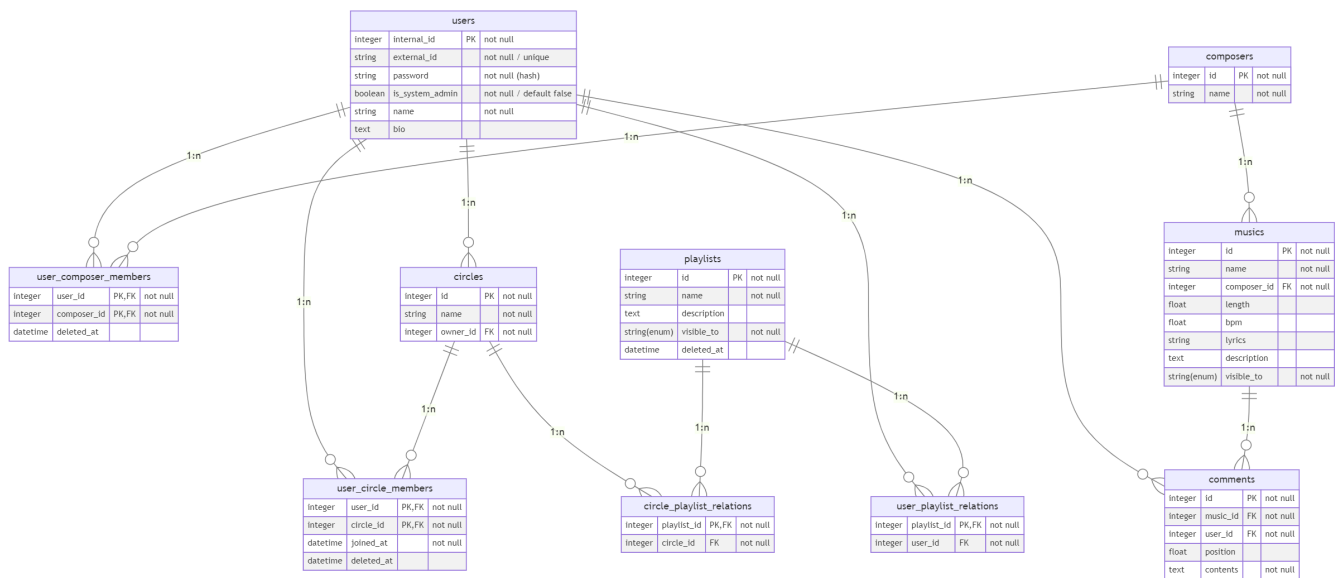 users
integer internal_id PK not null
string external_id not null / unique
string password not null (hash)
boolean is_system_admin not null / default false
string name not null
text bio
composers
integer id PK not null
string name not null
1:n
1:n
1:n
1:n
1:n
1:n
1:n
user_composer_members
integer user_id PK,FK not null
integer composer_id PK,FK not null
datetime deleted_at
circles
integer id PK not null
string name not null
integer owner_id FK not null
playlists
integer id PK not null
string name not null
text description
string(enum) visible_to not null
datetime deleted_at
musics
integer id PK not null
string name not null
integer composer_id FK not null
float length
float bpm
string lyrics
text description
string(enum) visible_to not null
1:n
1:n
1:n
1:n
1:n
user_circle_members
integer user_id PK,FK not null
integer circle_id PK,FK not null
datetime joined_at not null
datetime deleted_at
circle_playlist_relations
integer playlist_id PK,FK not null
integer circle_id FK not null
user_playlist_relations
integer playlist_id PK,FK not null
integer user_id FK not null
comments
integer id PK not null
integer music_id FK not null
integer user_id FK not null
float position
text contents not null